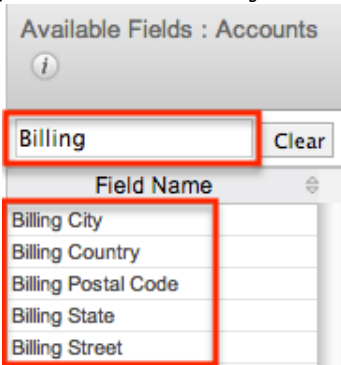 Available Fields : Accounts
i
Billing Clear
Field Name
Billing City
Billing Country
Billing Postal Code
Billing State
Billing Street